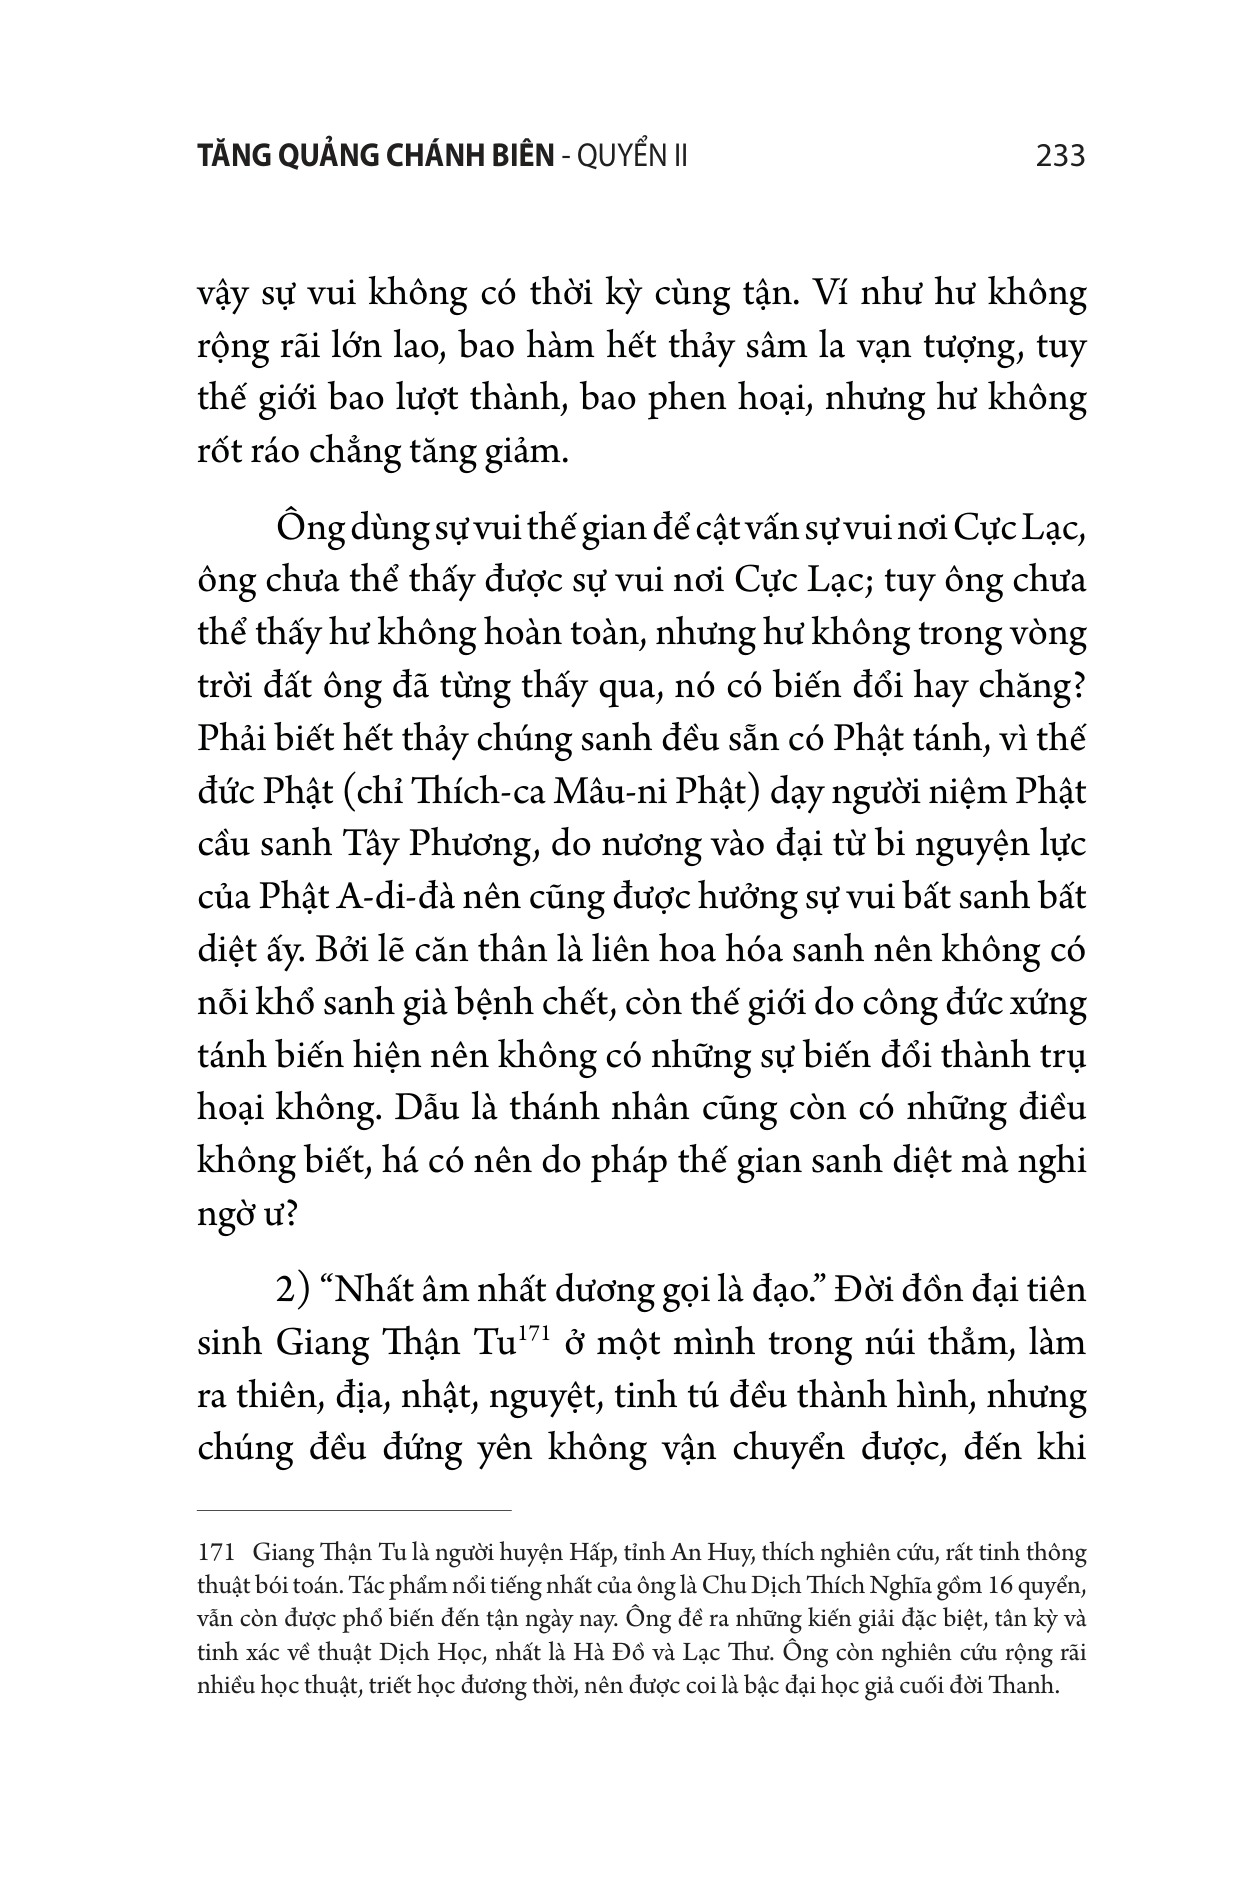 TĂNG QUẢNG CHÁNH BIÊN - QUYỂN II 233
vậy sự vui không có thời kỳ cùng tận. Ví như hư không
rộng rãi lớn lao, bao hàm hết thảy sâm la vạn tượng, tuy
thế giới bao lượt thành, bao phen hoại, nhưng hư không
rốt ráo chẳng tăng giảm.
Ông dùng sự vui thế gian để cật vấn sự vui nơi Cực Lạc,
ông chưa thể thấy được sự vui nơi Cực Lạc; tuy ông chưa
thể thấy hư không hoàn toàn, nhưng hư không trong vòng
trời đất ông đã từng thấy qua, nó có biến đổi hay chăng?
Phải biết hết thảy chúng sanh đều sẵn có Phật tánh, vì thế
đức Phật (chỉ Thích-ca Mâu-ni Phật) dạy người niệm Phật
cầu sanh Tây Phương, do nương vào đại từ bi nguyện lực
của Phật A-di-đà nên cũng được hưởng sự vui bất sanh bất
diệt ấy. Bởi lẽ căn thân là liên hoa hóa sanh nên không có
nỗi khổ sanh già bệnh chết, còn thế giới do công đức xứng
tánh biến hiện nên không có những sự biến đổi thành trụ
hoại không. Dẫu là thánh nhân cũng còn có những điều
không biết, há có nên do pháp thế gian sanh diệt mà nghi
ngờ ư?
2) “Nhất âm nhất dương gọi là đạo.” Đời đồn đại tiên
sinh Giang Thận Tu171 ở một mình trong núi thẳm, làm
ra thiên, địa, nhật, nguyệt, tinh tú đều thành hình, nhưng
chúng đều đứng yên không vận chuyển được, đến khi
171 Giang Thận Tu là người huyện Hấp, tỉnh An Huy, thích nghiên cứu, rất tinh thông
thuật bói toán. Tác phẩm nổi tiếng nhất của ông là Chu Dịch Thích Nghĩa gồm 16 quyển,
vẫn còn được phổ biến đến tận ngày nay. Ông đề ra những kiến giải đặc biệt, tân kỳ và
tinh xác về thuật Dịch Học, nhất là Hà Đồ và Lạc Thư. Ông còn nghiên cứu rộng rãi
nhiều học thuật, triết học đương thời, nên được coi là bậc đại học giả cuối đời Thanh.